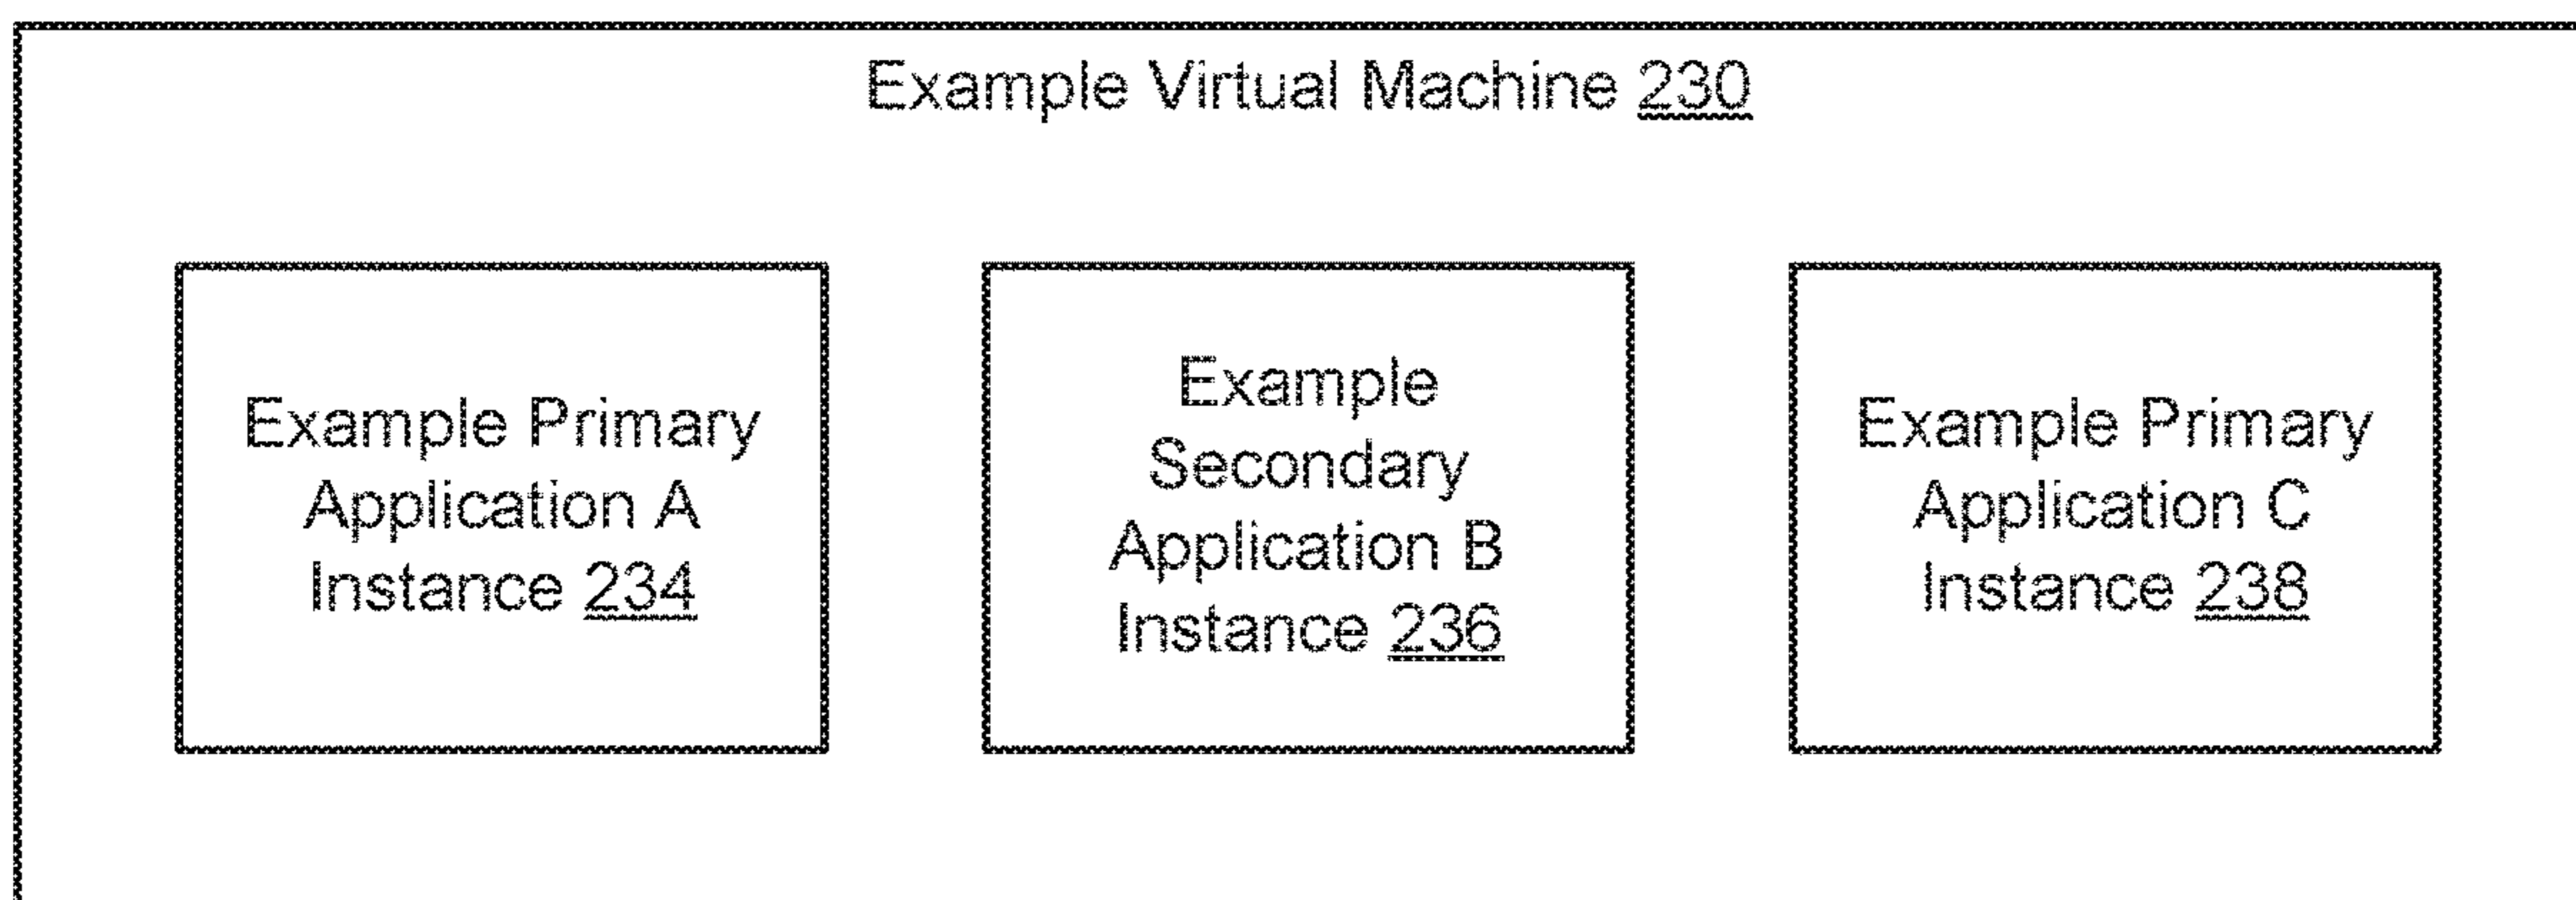 Example Virtual Machine 230
Example Primary
Application A
Instance 234
Example
Secondary
Application B
Instance 236
Example Primary
Application C
Instance 238